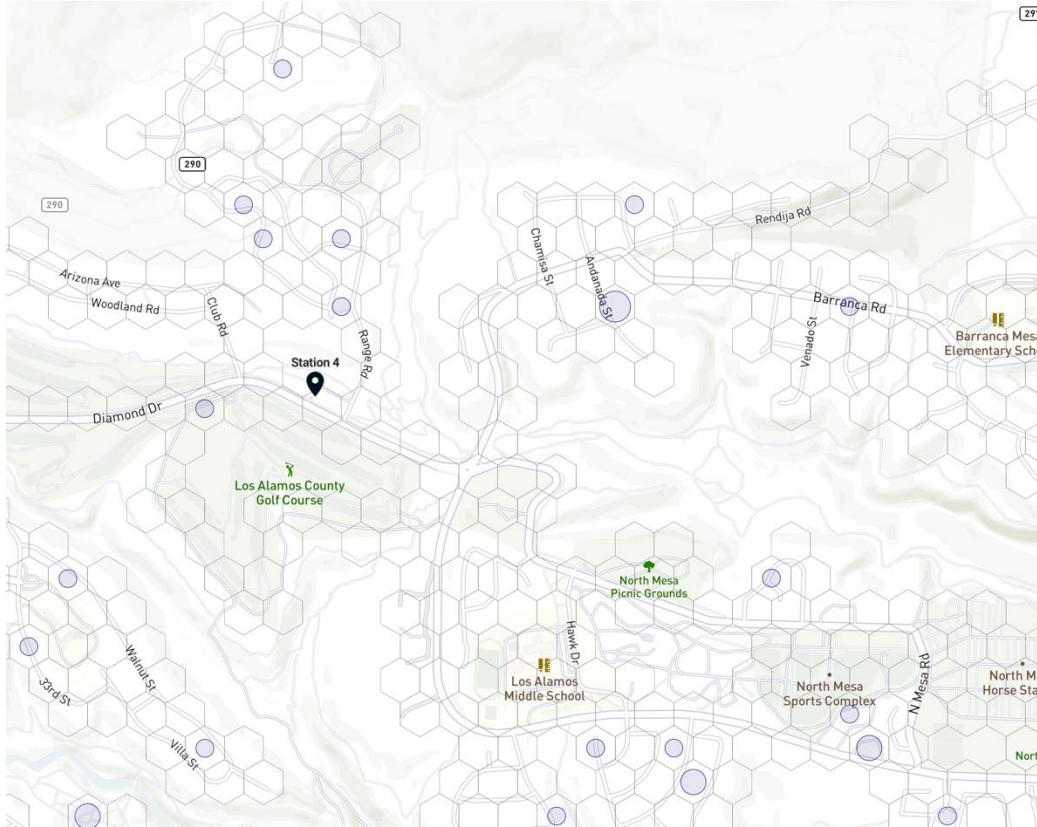 297
290
290
Arizona Ave
Woodland Rd
Club Rd
Range Rd
Station 4
Diamond Dr
Los Alamos County
Golf Course
Chamisa St
Andanada St
Rendija Rd
Barranca Rd
Venado St
Barranca Mesa
Elementary Scho
North Mesa
Picnic Grounds
Hawk Dr
Los Alamos
Middle School
North Mesa
Sports Complex
N Mesa Rd
North M
Horse Sta
Nort
Walnut St
33rd St
Villa St